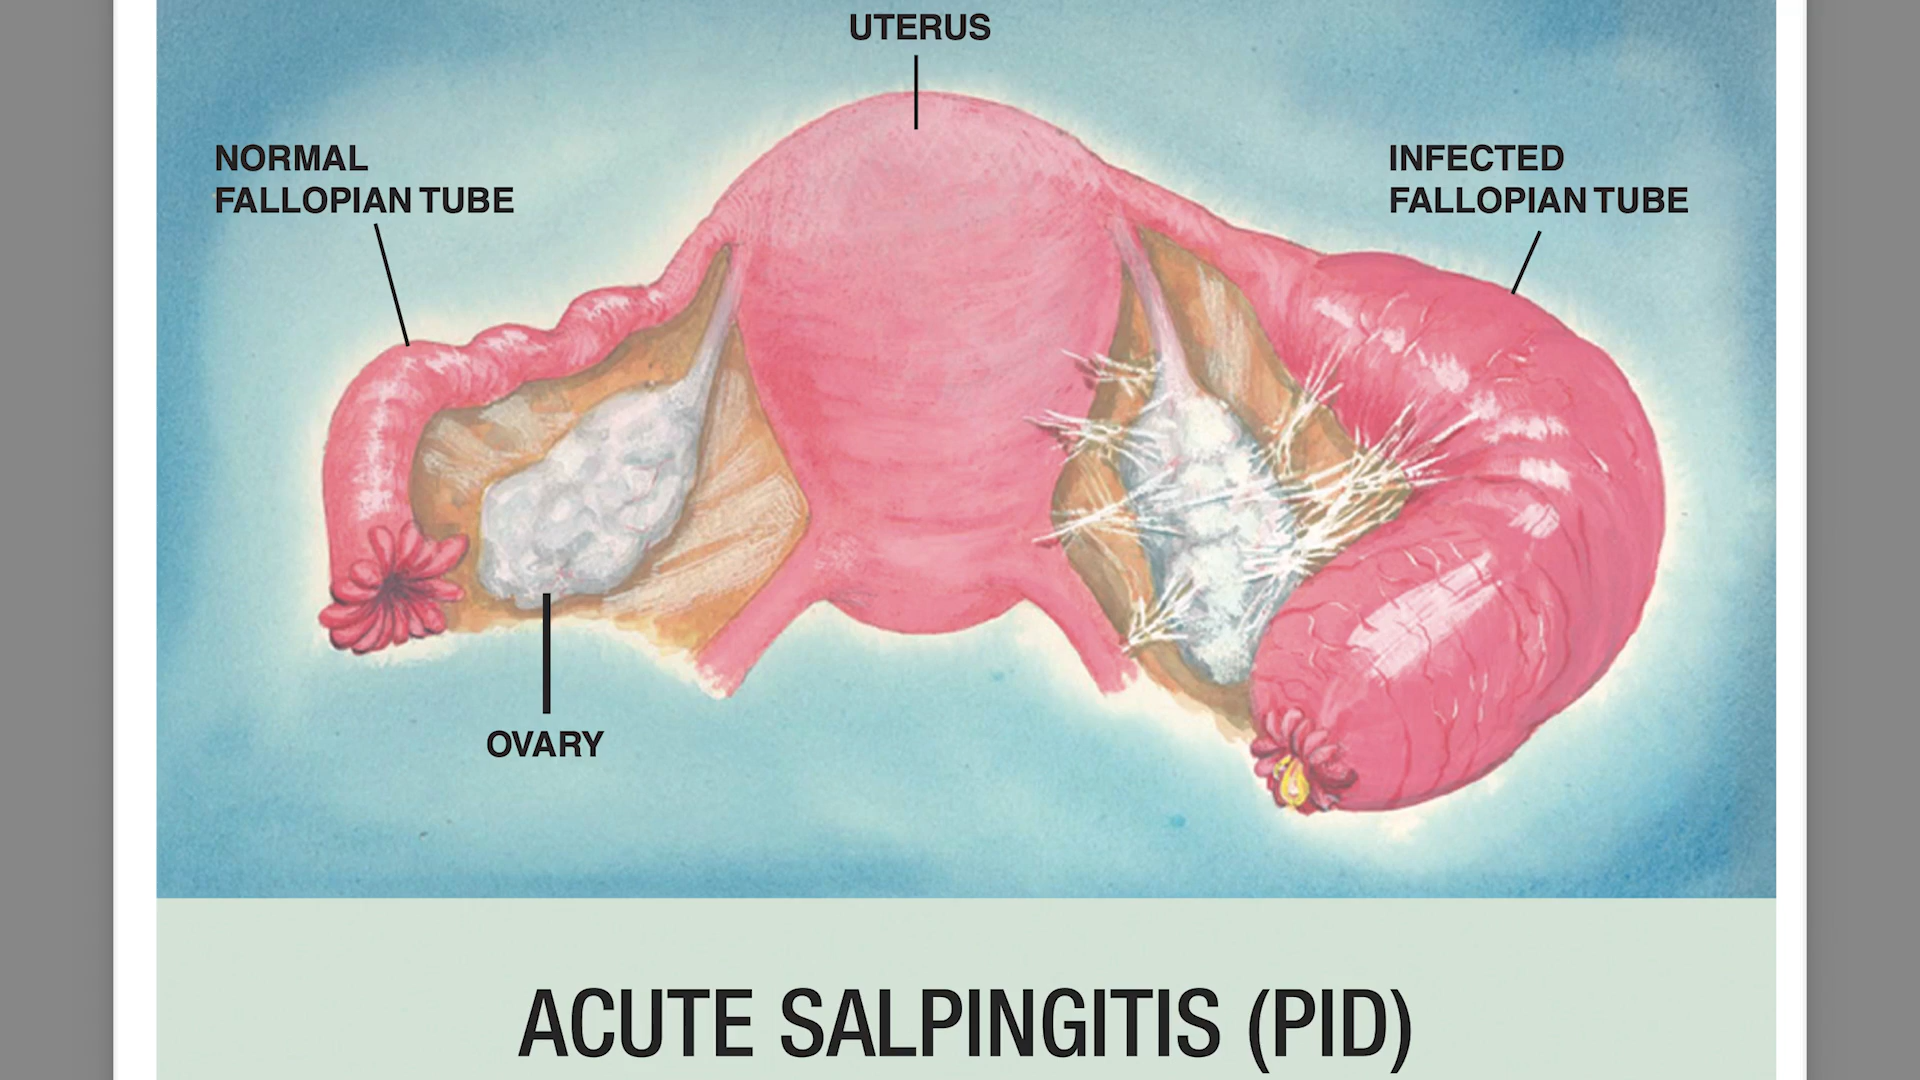 UTERUS
NORMAL
FALLOPIAN TUBE
INFECTED
FALLOPIAN TUBE
OVARY
ACUTE SALPINGITIS (PID)